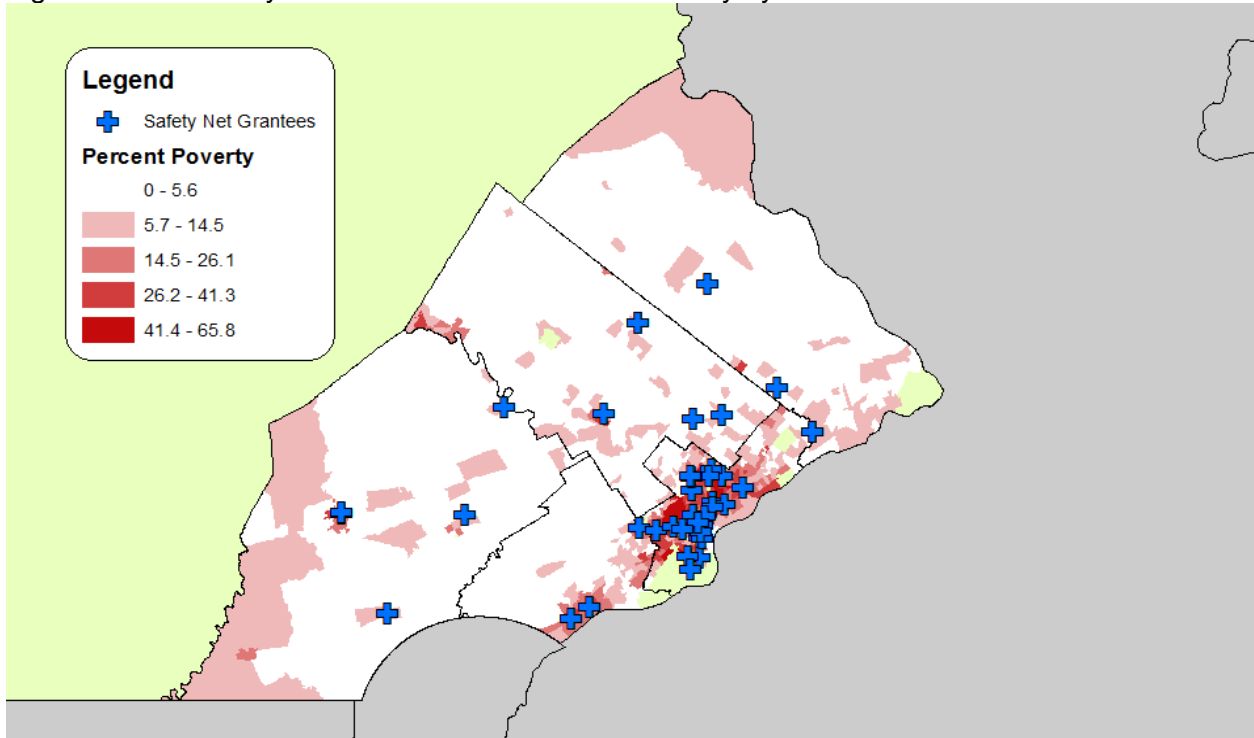 Legend
Safety Net Grantees
Percent Poverty
0 - 5.6
5.7 - 14.5
14.5 - 26.1
26.2 - 41.3
41.4 - 65.8